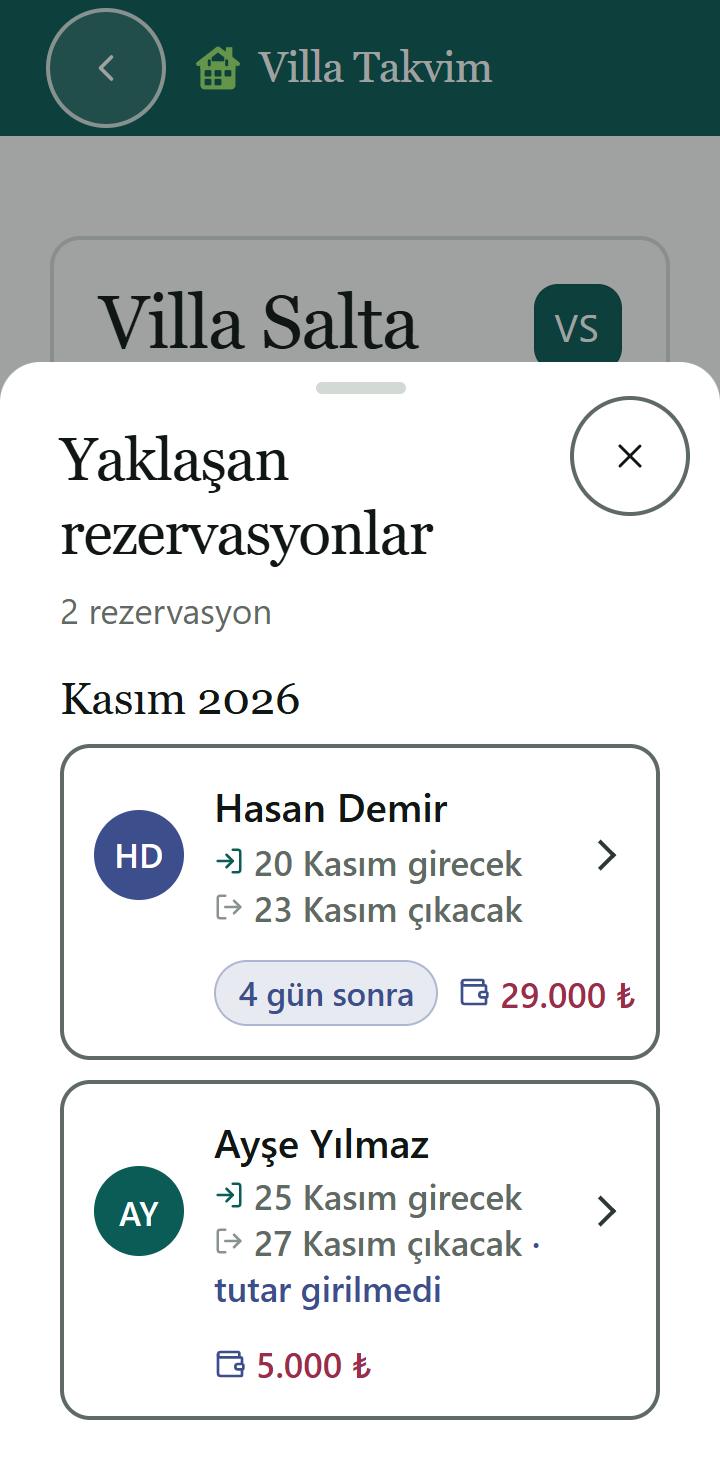 Villa Takvim
Villa Salta
VS
Yaklaşan
rezervasyonlar
2 rezervasyon
Kasım 2026
HD
Hasan Demir
20 Kasım girecek
23 Kasım çıkacak
4 gün sonra
29.000 ₺
AY
Ayşe Yılmaz
25 Kasım girecek
27 Kasım çıkacak ·
tutar girilmedi
5.000 ₺